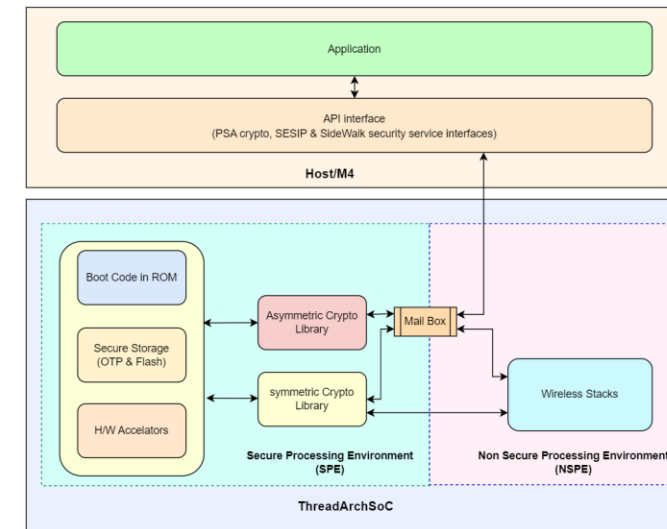 Application
API interface
(PSA crypto, SESIP & SideWalk security service interfaces)
Host/M4
Boot Code in ROM
Secure Storage
(OTP & Flash)
H/W Accelators
Asymmetric Crypto
Library
symmetric Crypto
Library
Mail Box
Wireless Stacks
Secure Processing Environment
(SPE)
Non Secure Processing Environment
(NSPE)
ThreadArchSoC